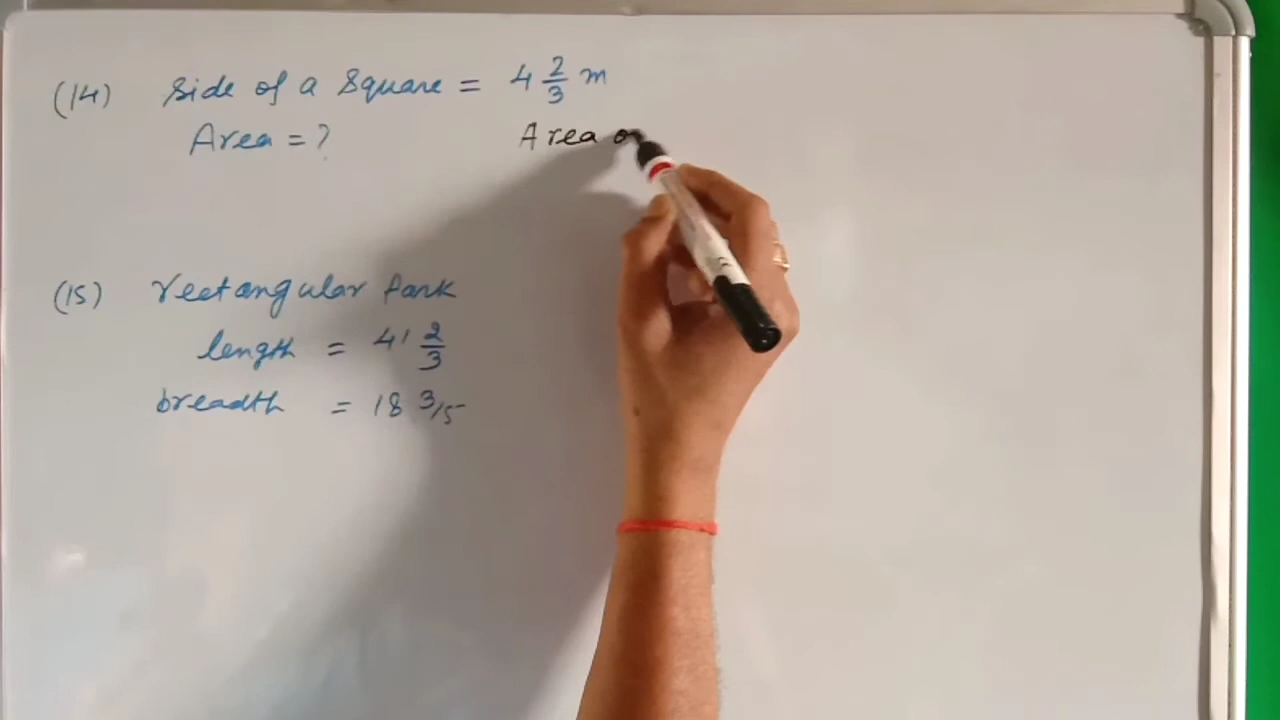 (14) Side of a Square = 4 2/3 m
Area = ? Area o
(15) rectangular Park
length = 41 2/3
breadth = 18 3/5